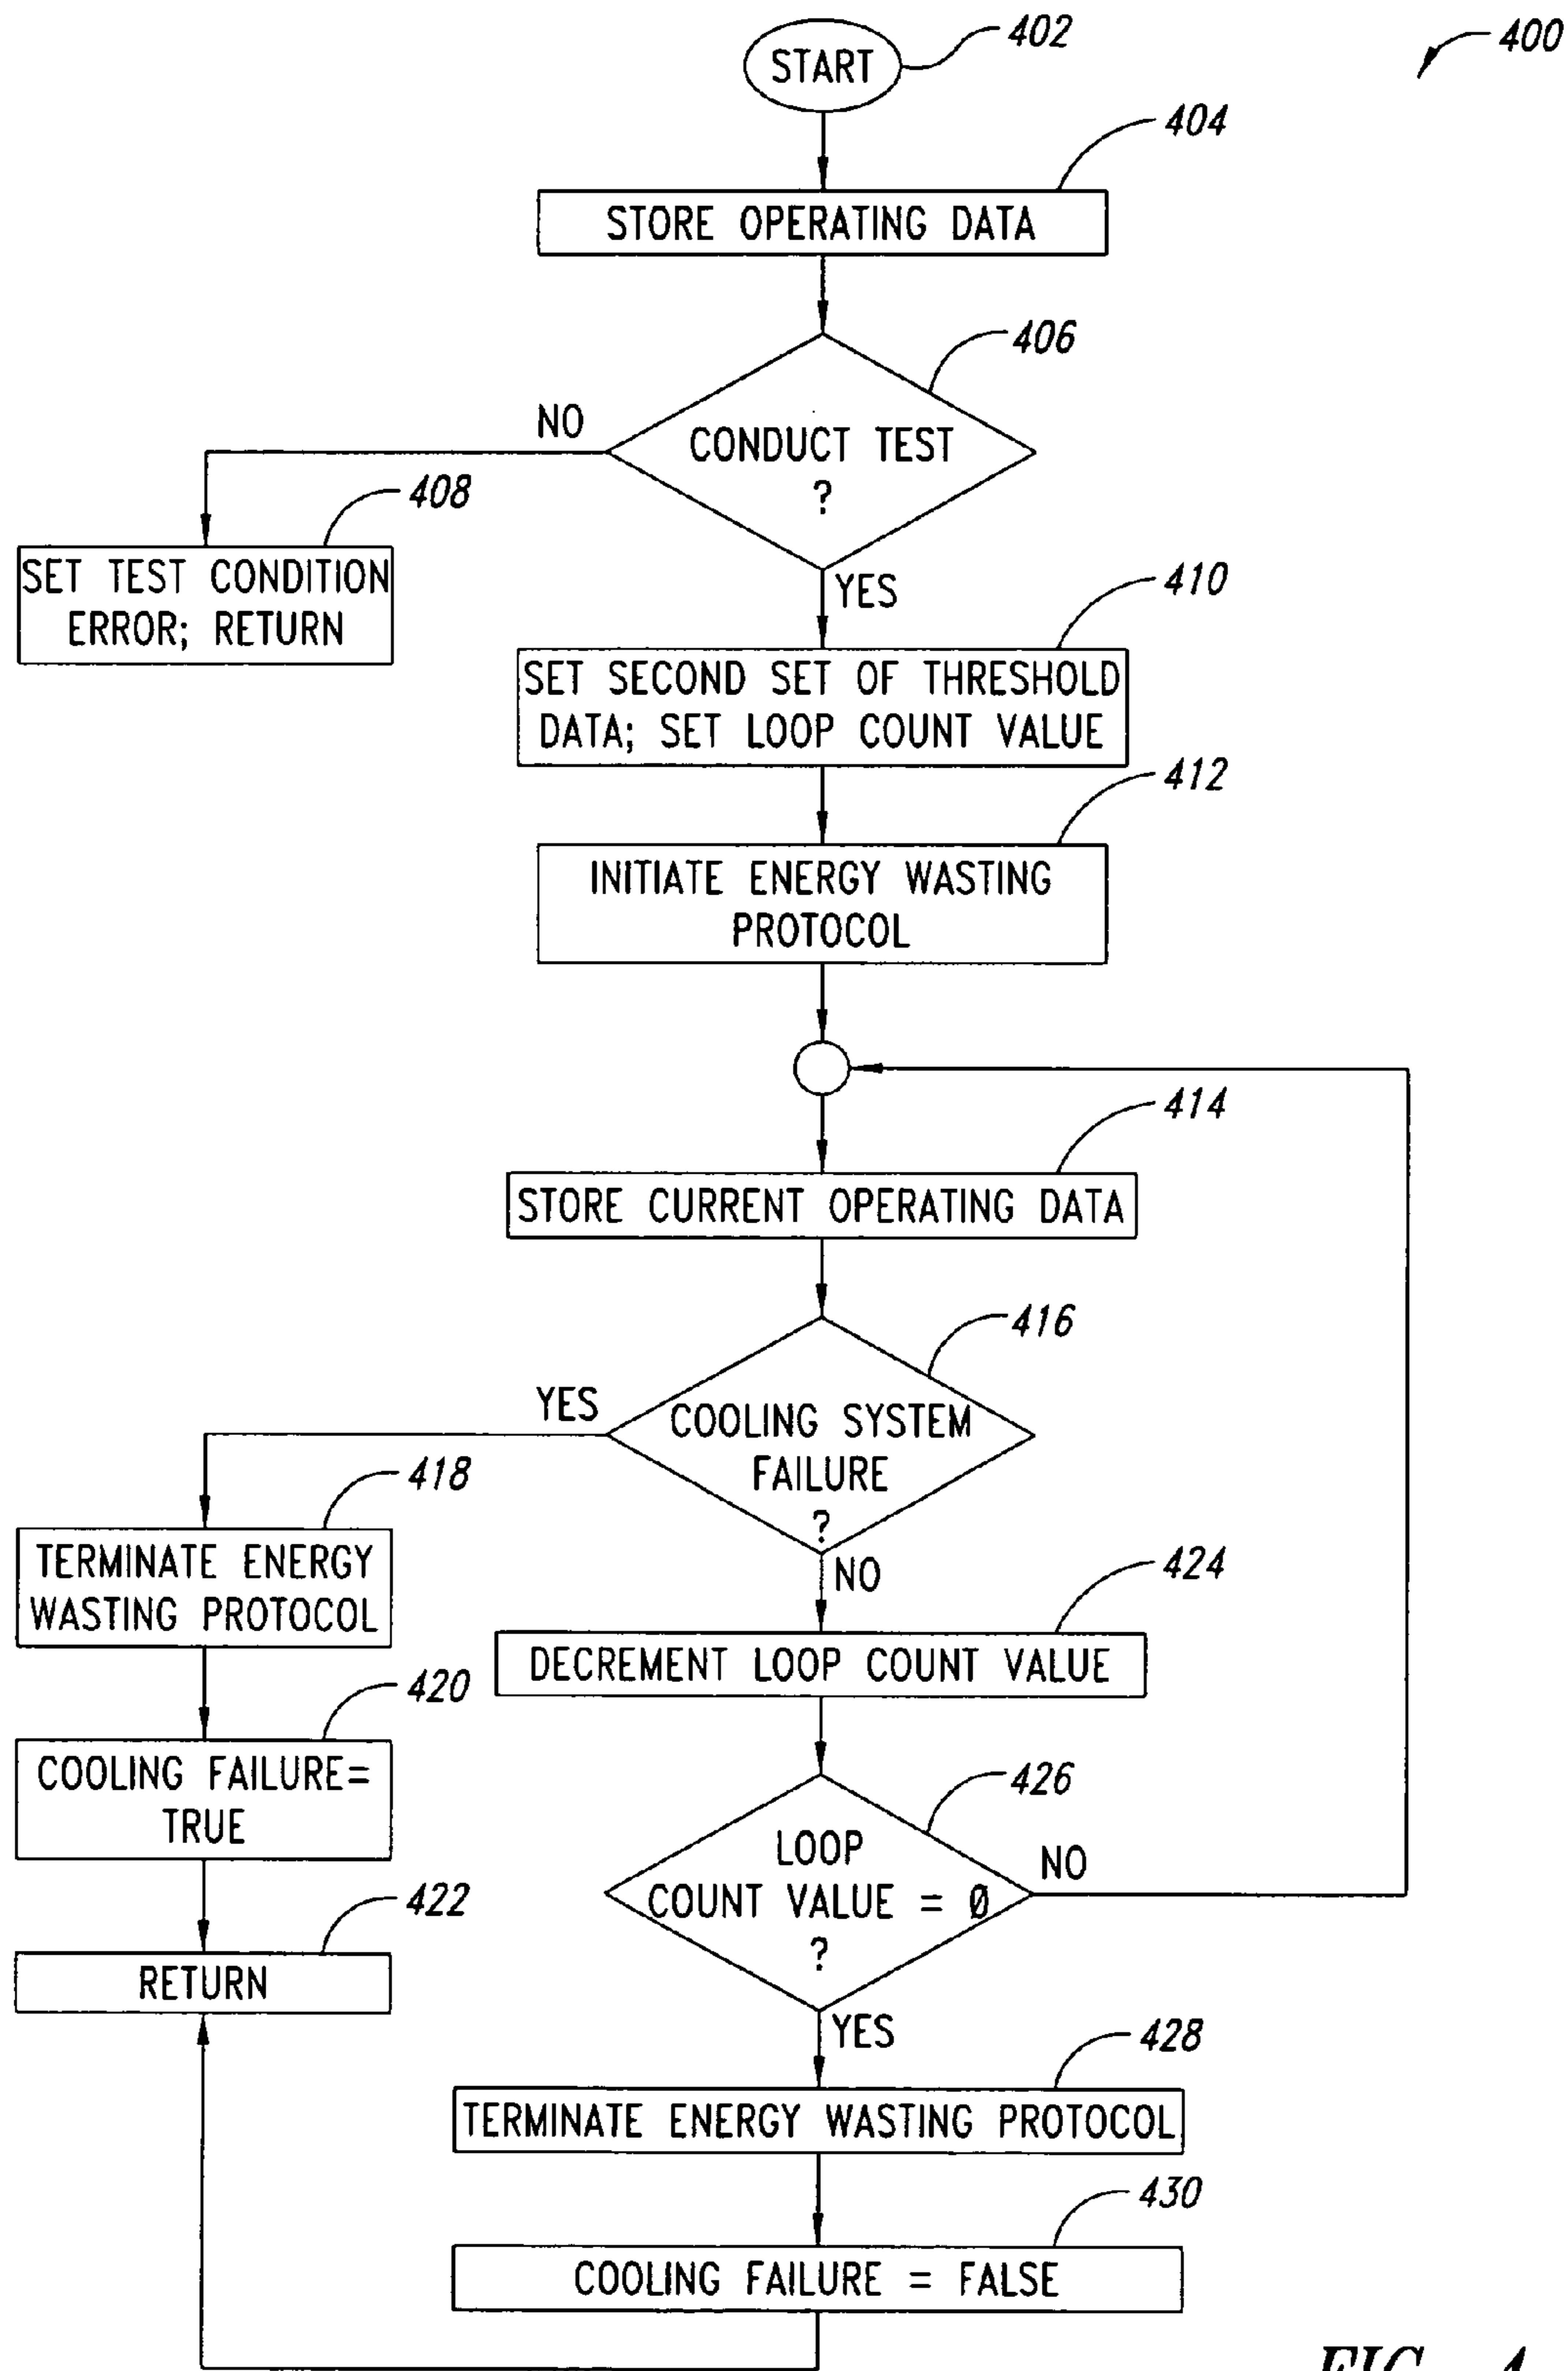 START
402
400
404
STORE OPERATING DATA
406
NO
CONDUCT TEST
?
408
SET TEST CONDITION
ERROR; RETURN
YES
410
SET SECOND SET OF THRESHOLD
DATA; SET LOOP COUNT VALUE
412
INITIATE ENERGY WASTING
PROTOCOL
414
STORE CURRENT OPERATING DATA
416
YES
COOLING SYSTEM
FAILURE
?
418
TERMINATE ENERGY
WASTING PROTOCOL
NO
424
DECREMENT LOOP COUNT VALUE
420
COOLING FAILURE=
TRUE
426
LOOP
COUNT VALUE = Ø
?
NO
422
RETURN
YES
428
TERMINATE ENERGY WASTING PROTOCOL
430
COOLING FAILURE = FALSE
FIG. 4